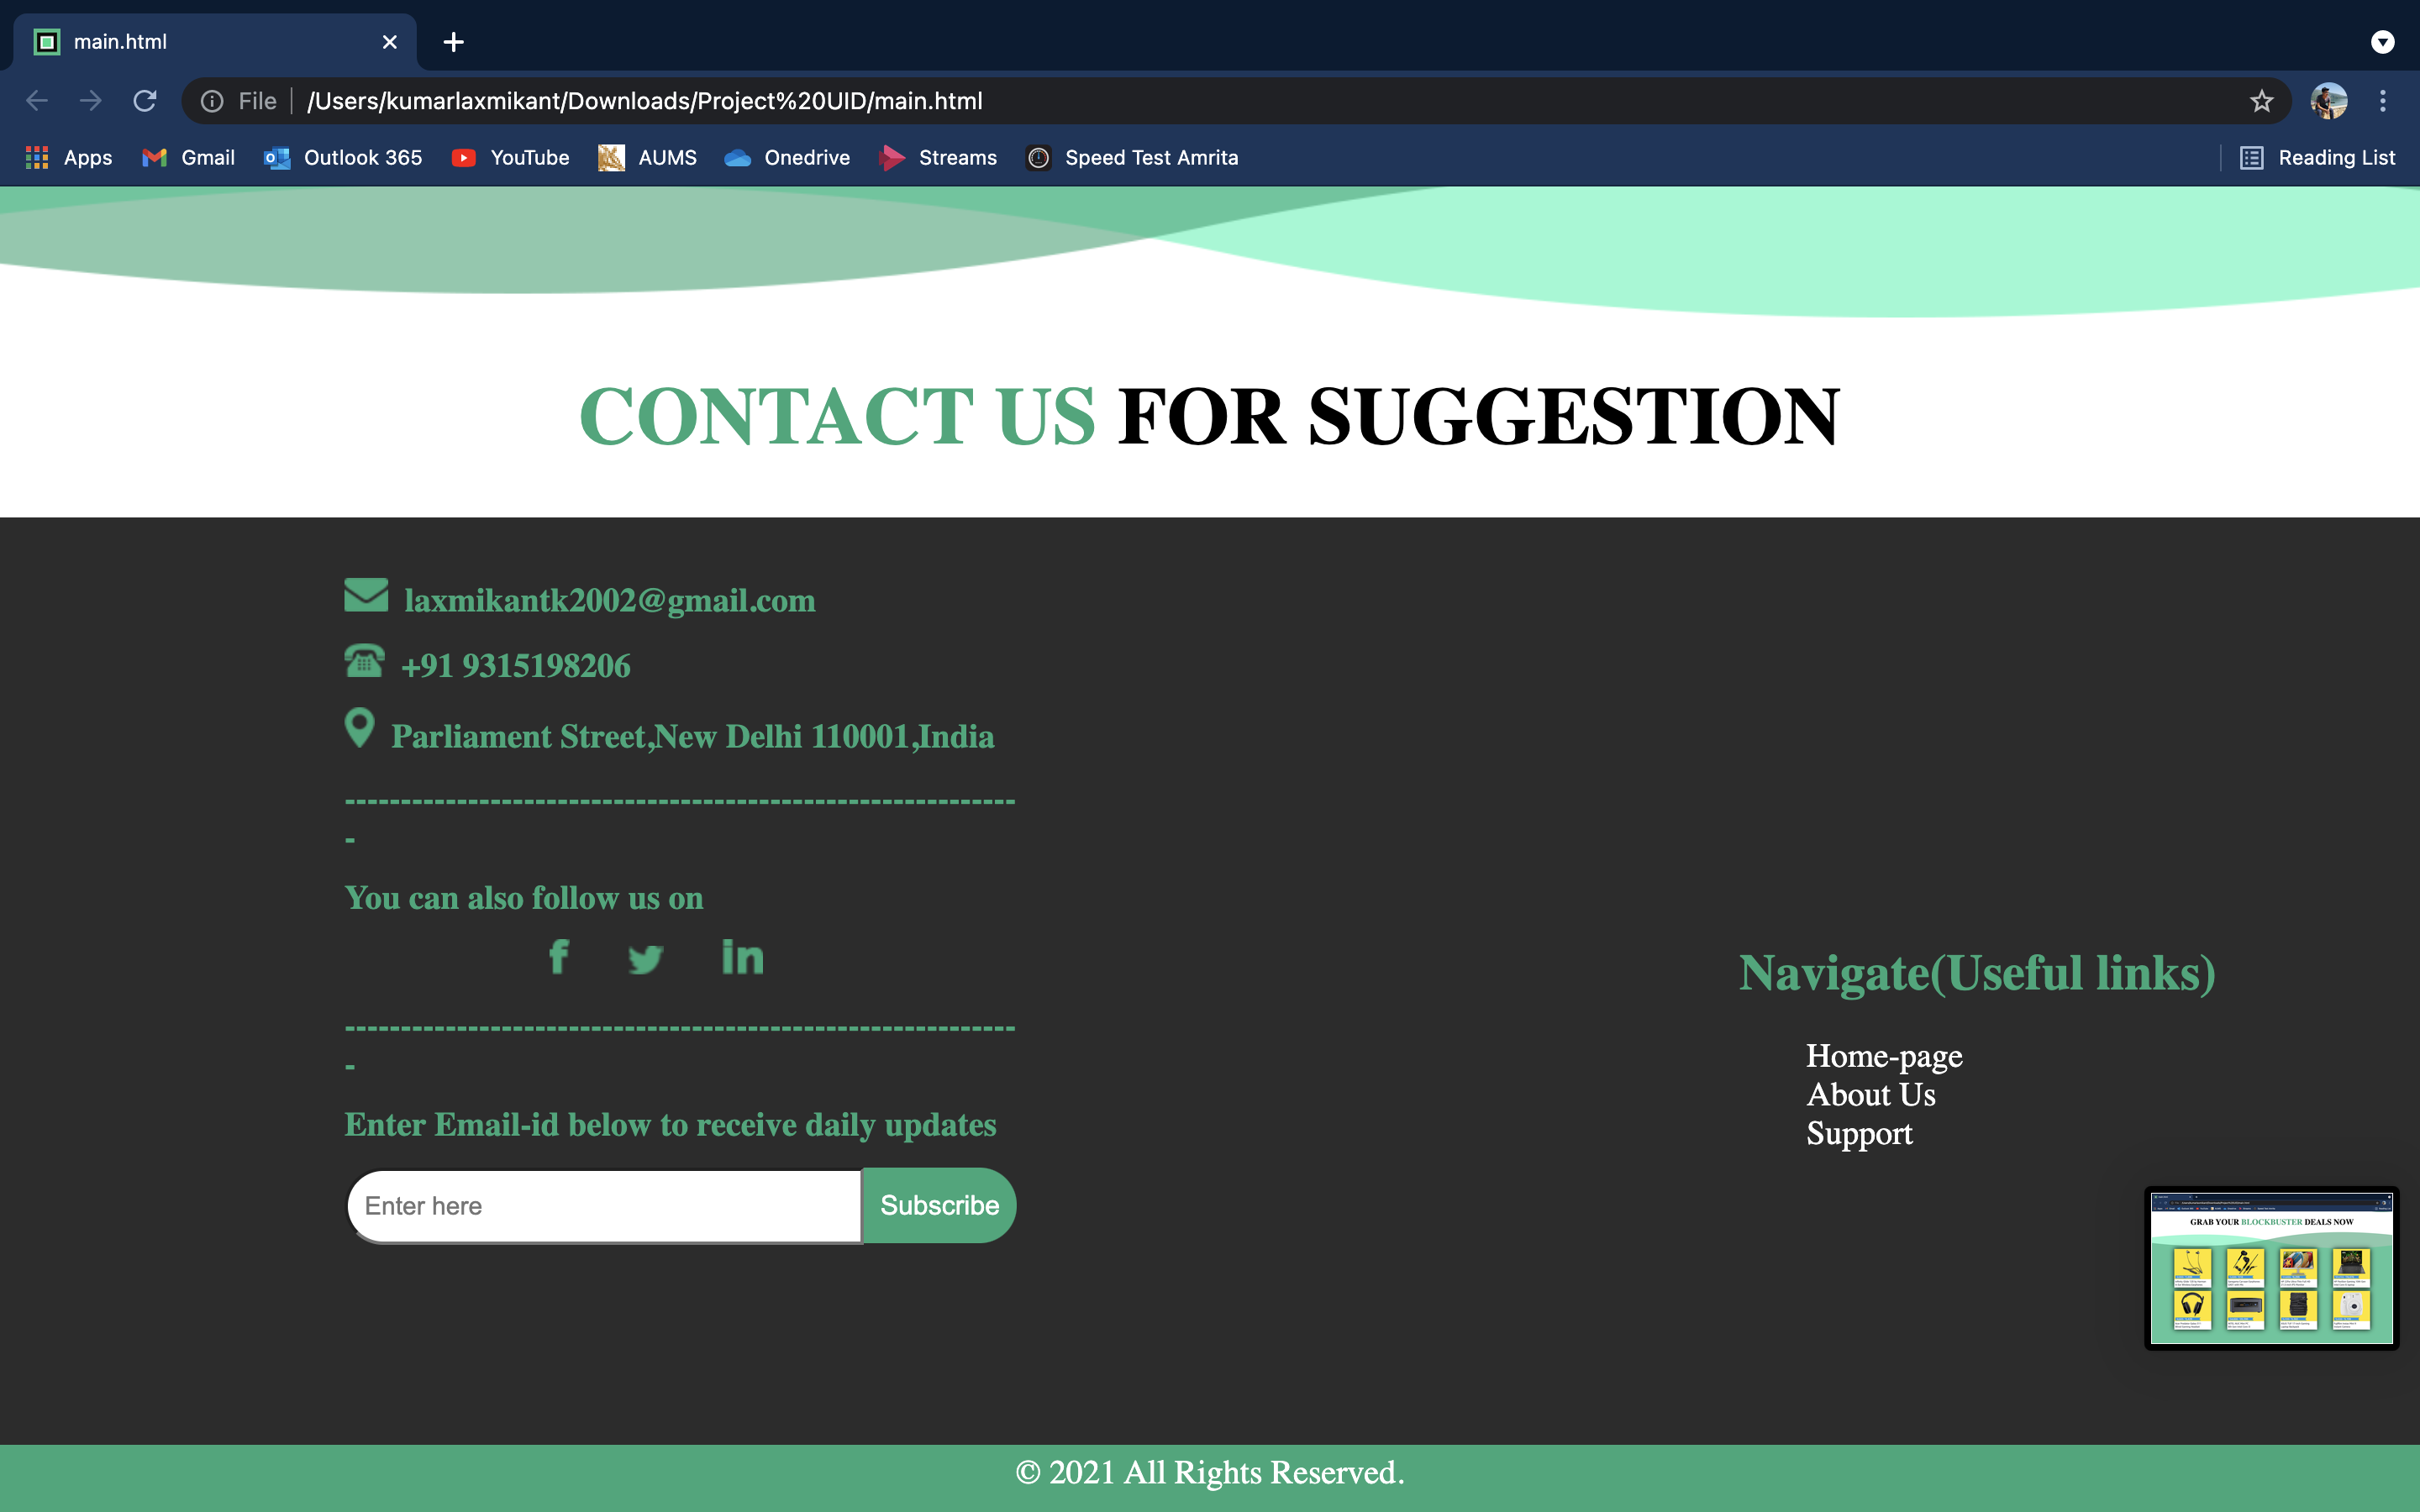 main.html
File
/Users/kumarlaxmikant/Downloads/Project%20UID/main.html
Apps Gmail Outlook 365 YouTube AUMS Onedrive Streams Speed Test Amrita Reading List
CONTACT US FOR SUGGESTION
laxmikantk2002@gmail.com
+91 9315198206
Parliament Street,New Delhi 110001,India
------------------------------------------------------------
-
You can also follow us on
f in
------------------------------------------------------------
-
Enter Email-id below to receive daily updates
Enter here
Subscribe
Navigate(Useful links)
Home-page
About Us
Support
GRAB YOUR BLOCKBUSTER DEALS NOW
© 2021 All Rights Reserved.